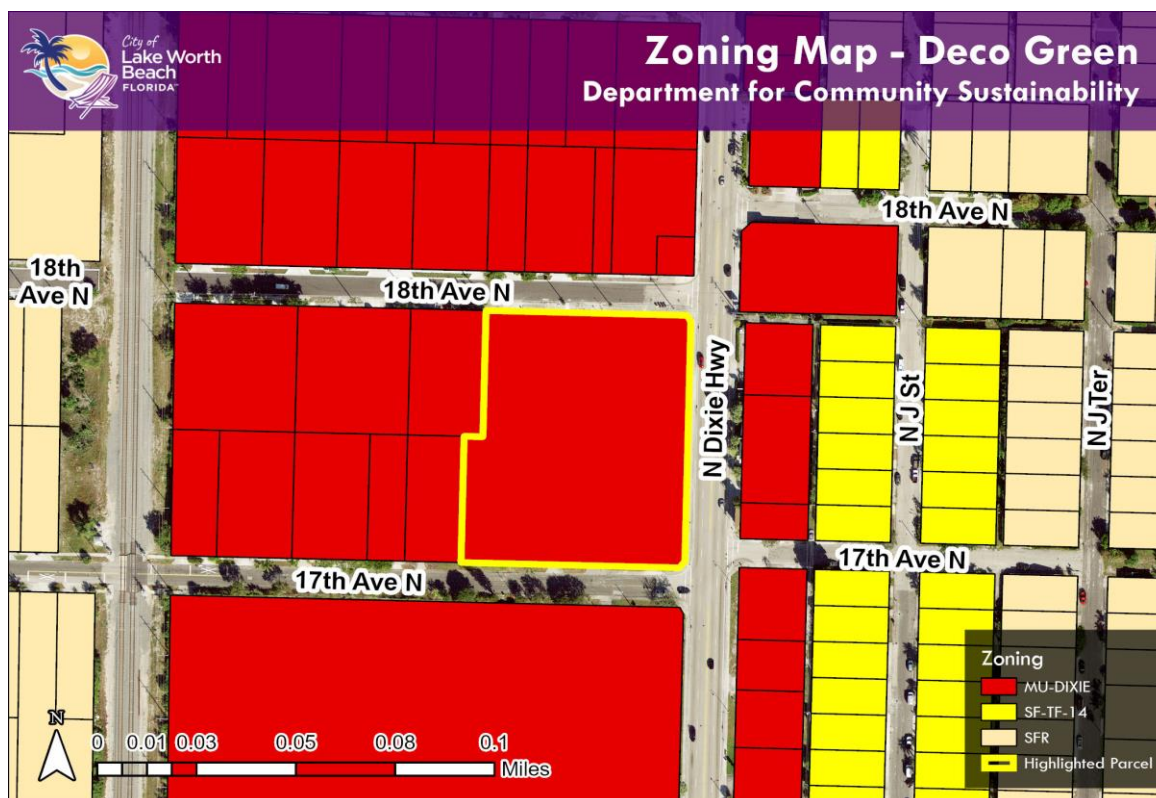 City of
Lake Worth
Beach
FLORIDA™
Zoning Map - Deco Green
Department for Community Sustainability
18th Ave N
18th
Ave N
18th Ave N
N Dixie Hwy
N J St
N J Ter
17th Ave N
17th Ave N
Zoning
MU-DIXIE
SF-TF-14
SFR
Highlighted Parcel
N
0 0.01 0.03 0.05 0.08 0.1
Miles